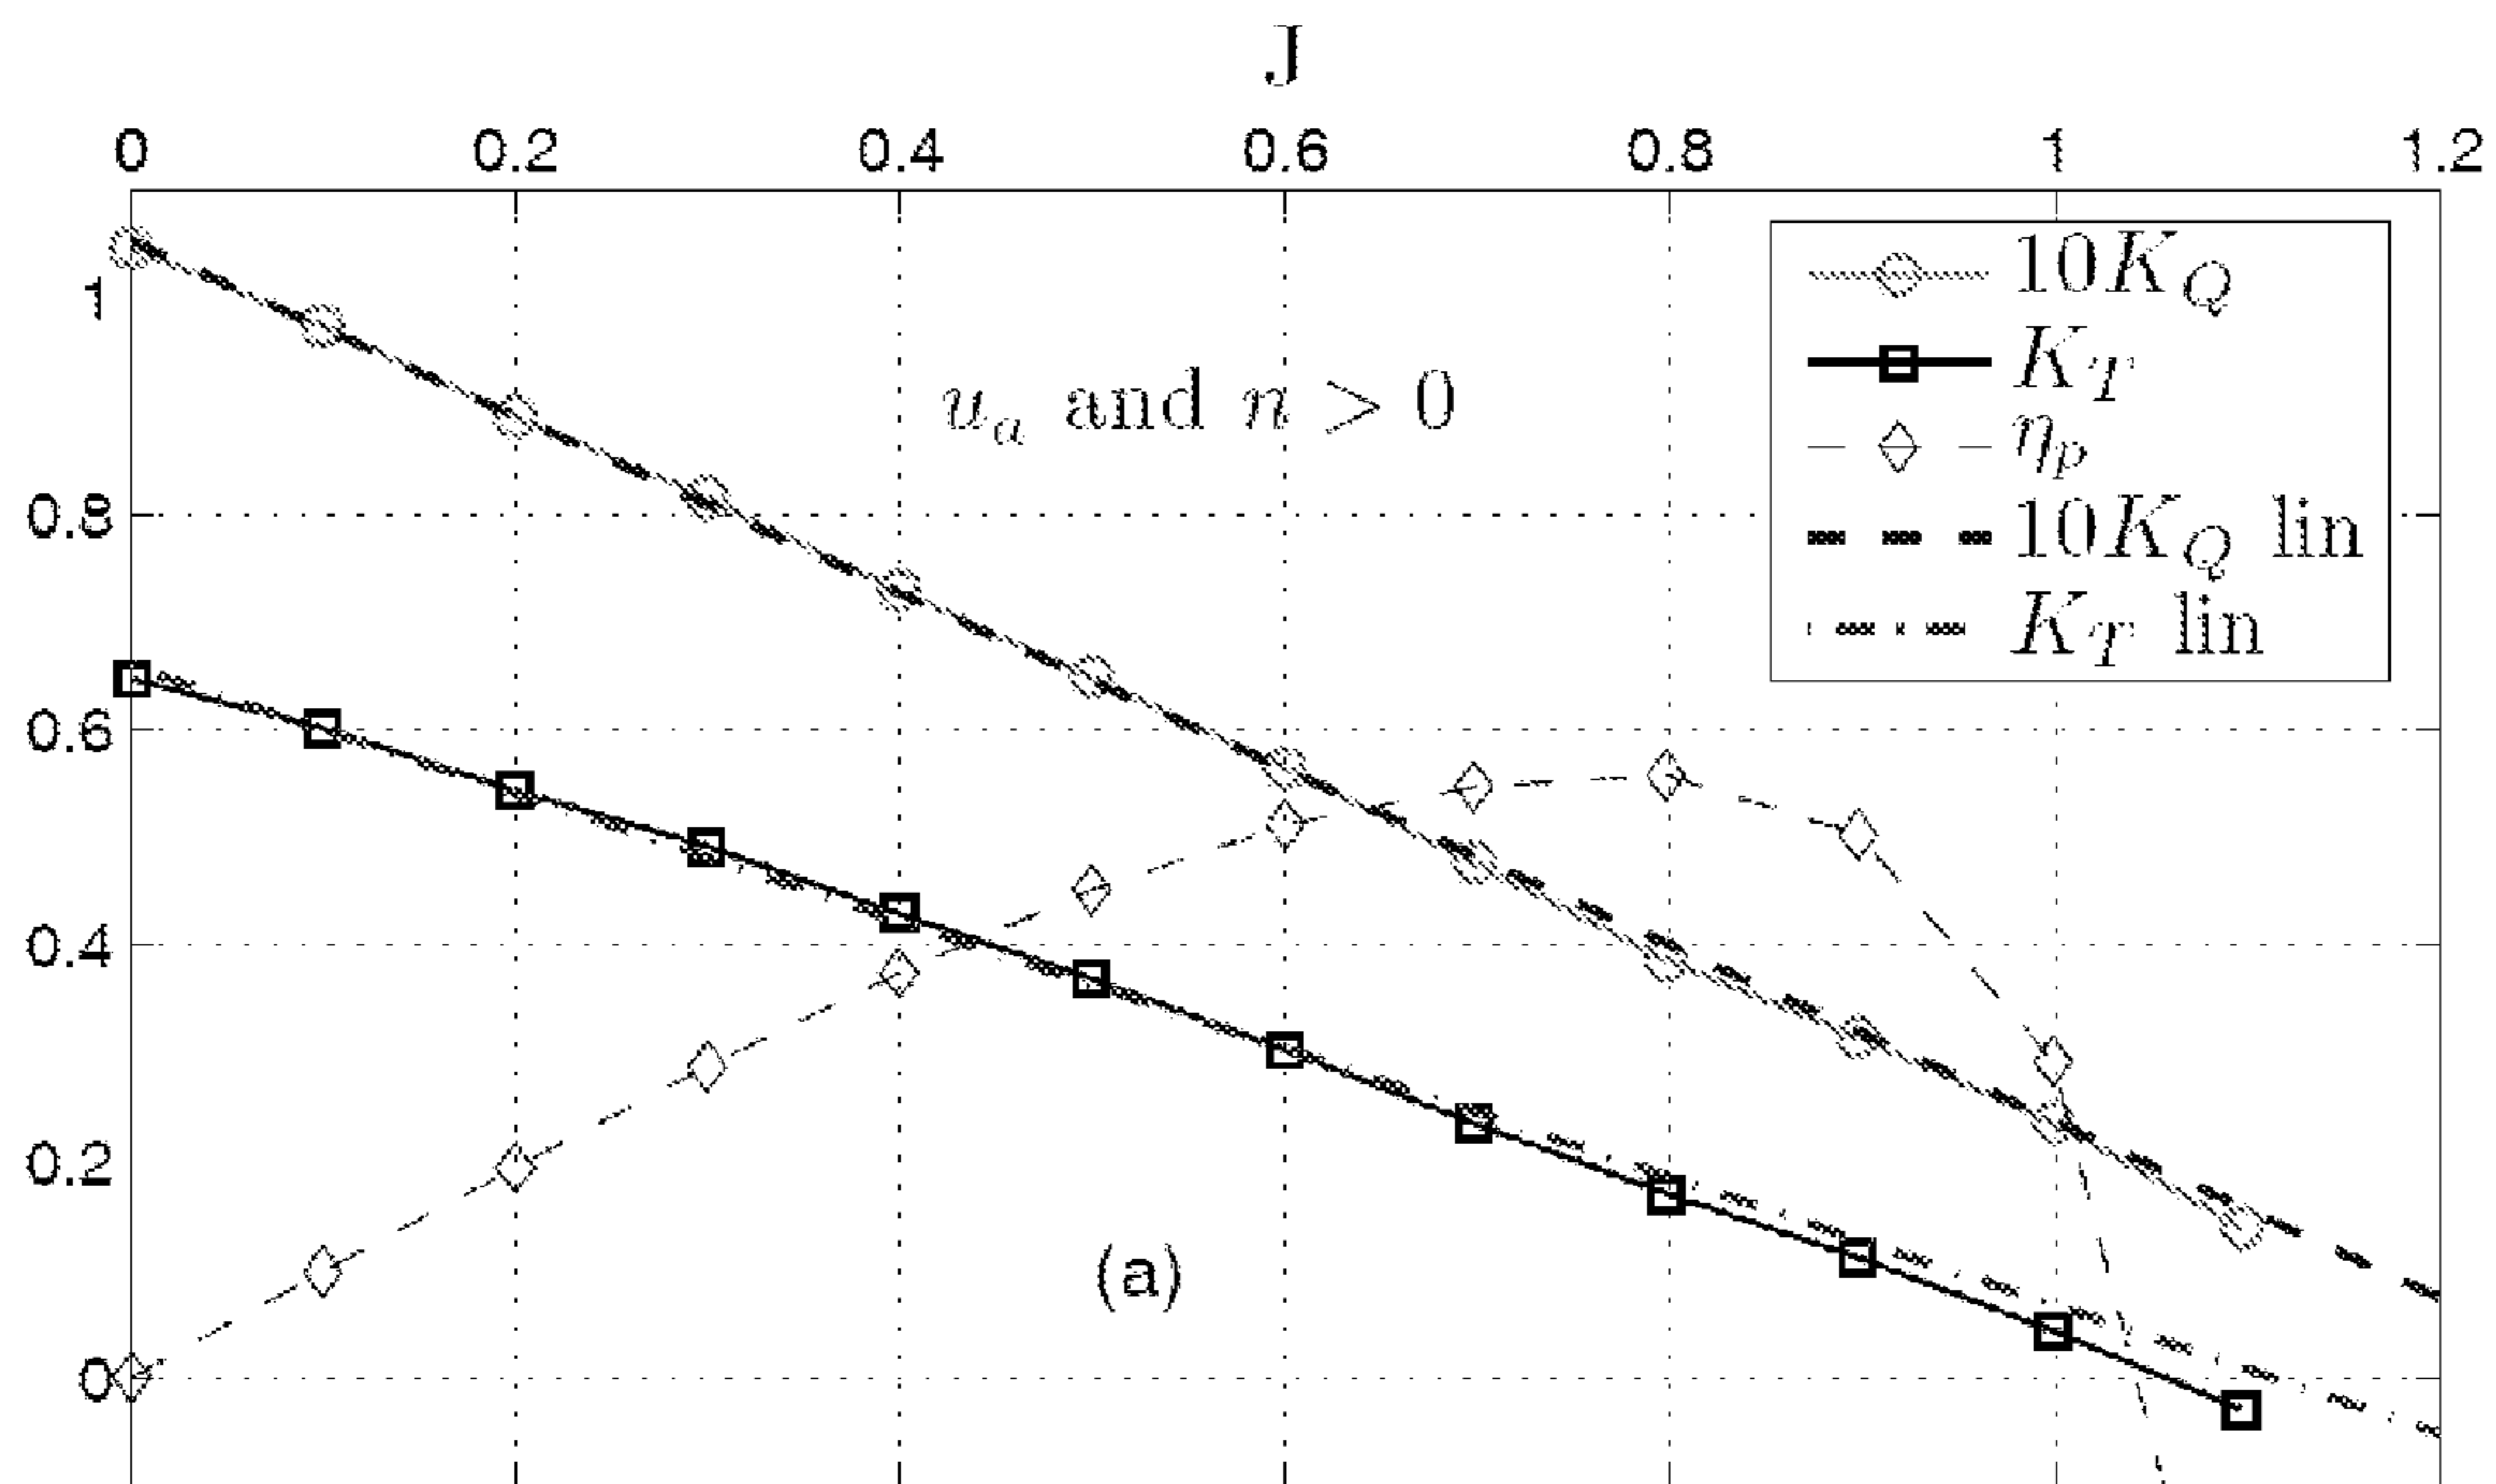 J
0 0.2 0.4 0.6 0.8 1 1.2
1
0.8
0.6
0.4
0.2
0
10K_Q
K_T
η_p
10K_Q lin
K_T lin
u_a and n > 0
(a)